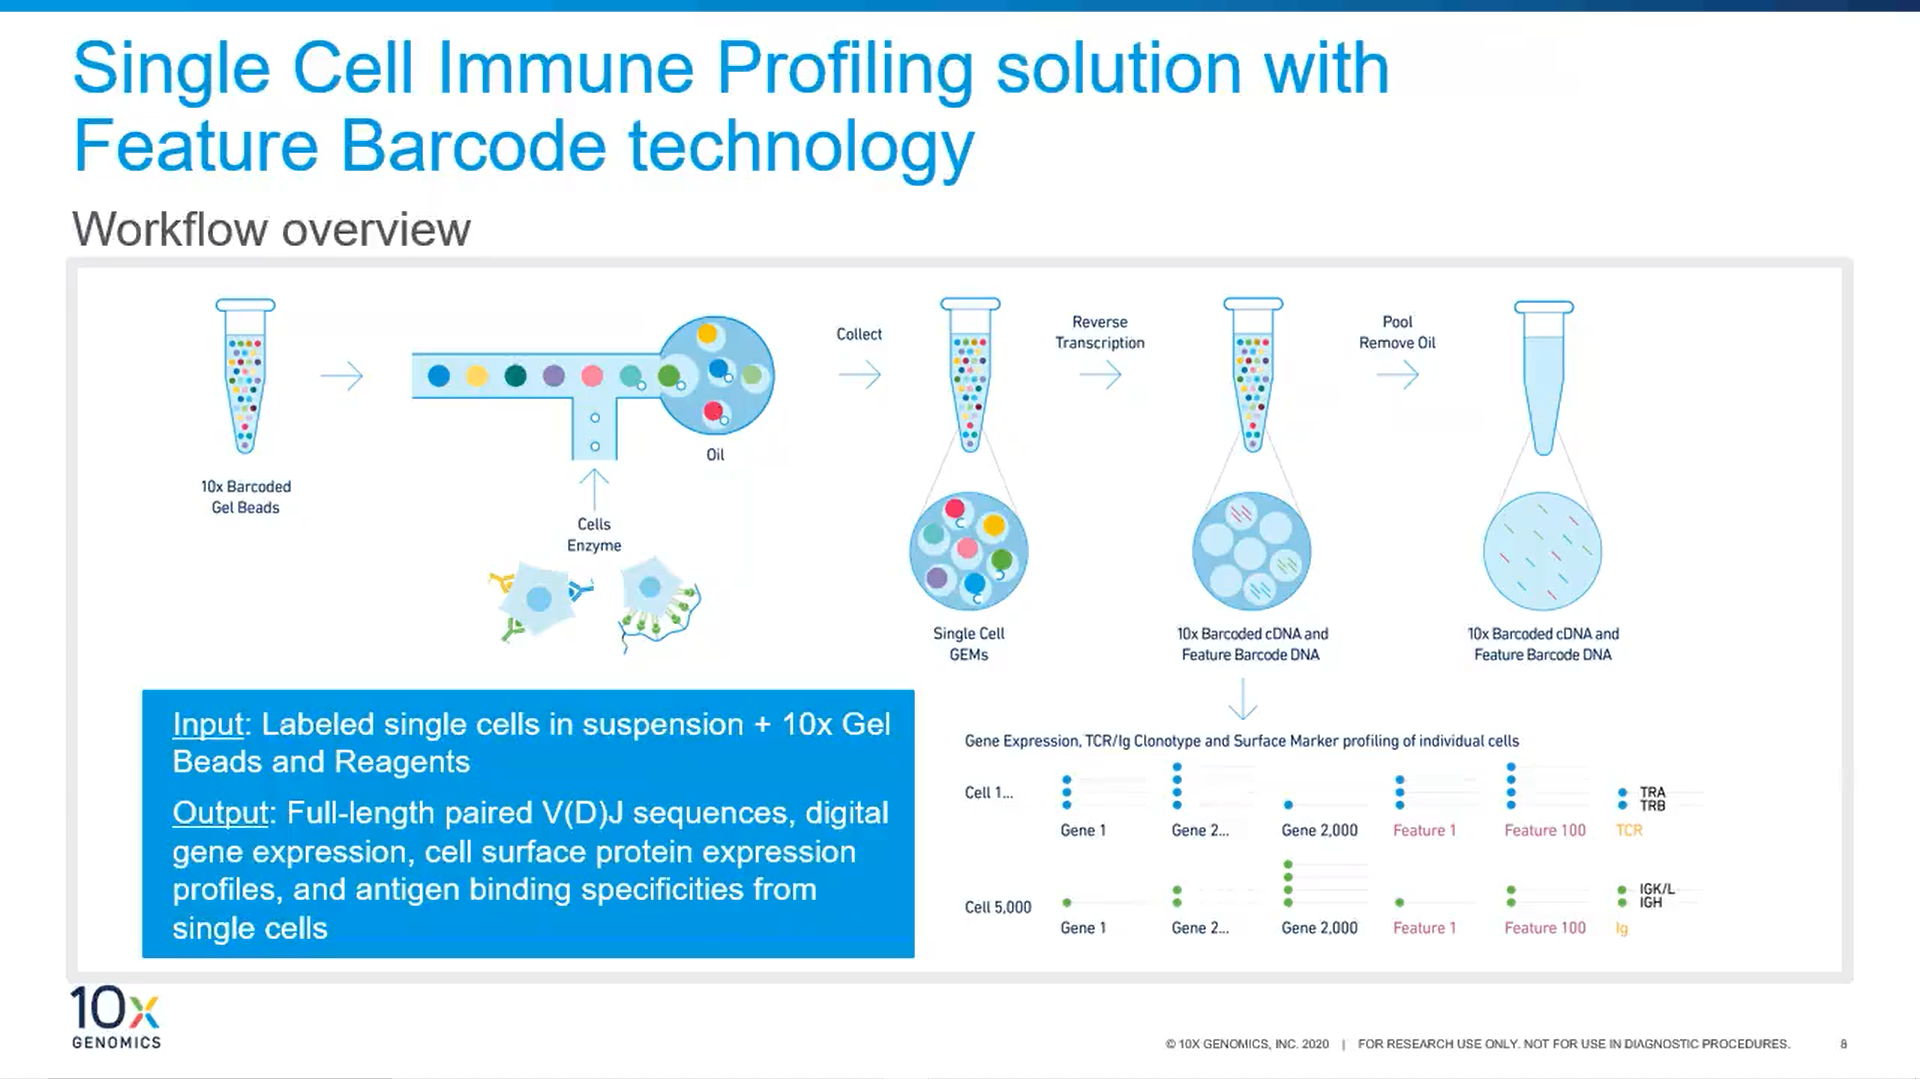 Single Cell Immune Profiling solution with
Feature Barcode technology
Workflow overview
10x Barcoded
Gel Beads
Oil
Cells
Enzyme
Collect
Single Cell
GEMs
Reverse
Transcription
10x Barcoded cDNA and
Feature Barcode DNA
Pool
Remove Oil
10x Barcoded cDNA and
Feature Barcode DNA
Input: Labeled single cells in suspension + 10x Gel
Beads and Reagents
Output: Full-length paired V(D)J sequences, digital
gene expression, cell surface protein expression
profiles, and antigen binding specificities from
single cells
Gene Expression, TCR/Ig Clonotype and Surface Marker profiling of individual cells
Cell 1...
TRA
TRB
Gene 1 Gene 2... Gene 2,000 Feature 1 Feature 100 TCR
Cell 5,000
IGK/L
IGH
Gene 1 Gene 2... Gene 2,000 Feature 1 Feature 100 Ig
10x
GENOMICS
© 10X GENOMICS, INC. 2020 | FOR RESEARCH USE ONLY. NOT FOR USE IN DIAGNOSTIC PROCEDURES. 8